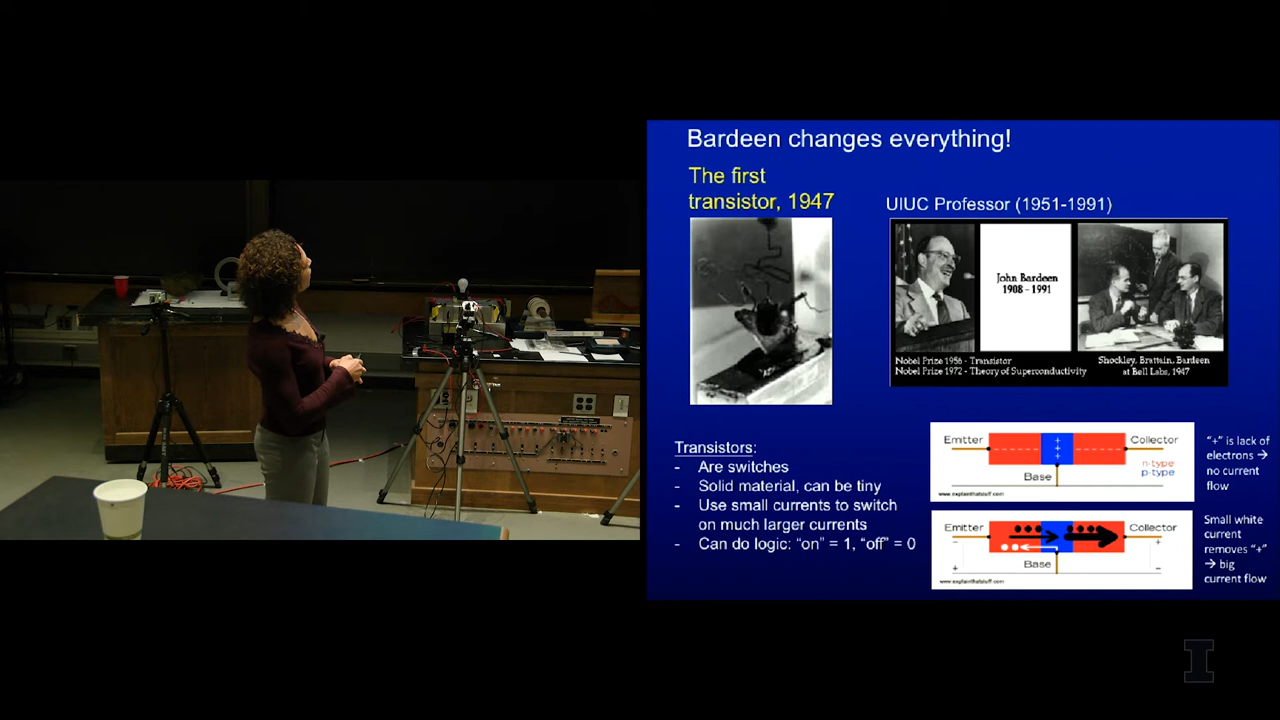 Bardeen changes everything!
The first
transistor, 1947
UIUC Professor (1951-1991)
John Bardeen
1908 - 1991
Nobel Prize 1956 - Transistor
Nobel Prize 1972 - Theory of Superconductivity
Shockley, Brattain, Bardeen
at Bell Labs, 1947
Transistors:
- Are switches
- Solid material, can be tiny
- Use small currents to switch
on much larger currents
- Can do logic: “on” = 1, “off” = 0
Emitter
+
+
+
Collector
n-type
p-type
Base
www.explainthatstuff.com
“+” is lack of
electrons →
no current
flow
Emitter
Collector
− +
Base
+ −
www.explainthatstuff.com
Small white
current
removes “+”
→ big
current flow
I